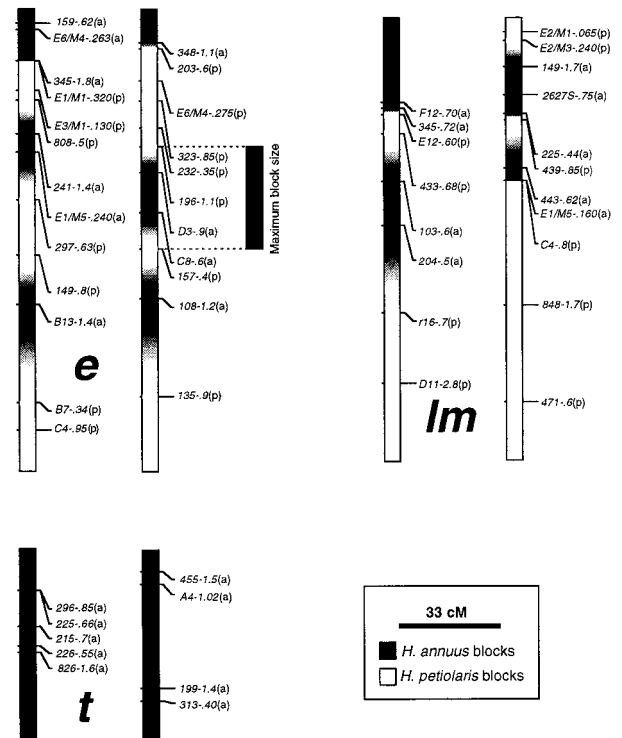 159-.62(a)
E6/M4-.263(a)
345-1.8(a)
E1/M1-.320(p)
E3/M1-.130(p)
808-.5(p)
241-1.4(a)
E1/M5-.240(a)
297-.63(p)
149-.8(p)
B13-1.4(a)
B7-.34(p)
C4-.95(p)
e
348-1.1(a)
203-.6(p)
E6/M4-.275(p)
323-.85(p)
232-.35(p)
196-1.1(p)
D3-.9(a)
C8-.6(a)
157-.4(p)
108-1.2(a)
135-.9(p)
Maximum block size
F12-.70(a)
345-.72(a)
E12-.60(p)
433-.68(p)
103-.6(a)
204-.5(a)
r16-.7(p)
D11-2.8(p)
lm
E2/M1-.065(p)
E2/M3-.240(p)
149-1.7(a)
2627S-.75(a)
225-.44(a)
439-.85(p)
443-.62(a)
E1/M5-.160(a)
C4-.8(p)
848-1.7(p)
471-.6(p)
296-.85(a)
225-.66(a)
215-.7(a)
226-.55(a)
826-1.6(a)
t
455-1.5(a)
A4-1.02(a)
199-1.4(a)
313-.40(a)
33 cM
H. annuus blocks
H. petiolaris blocks